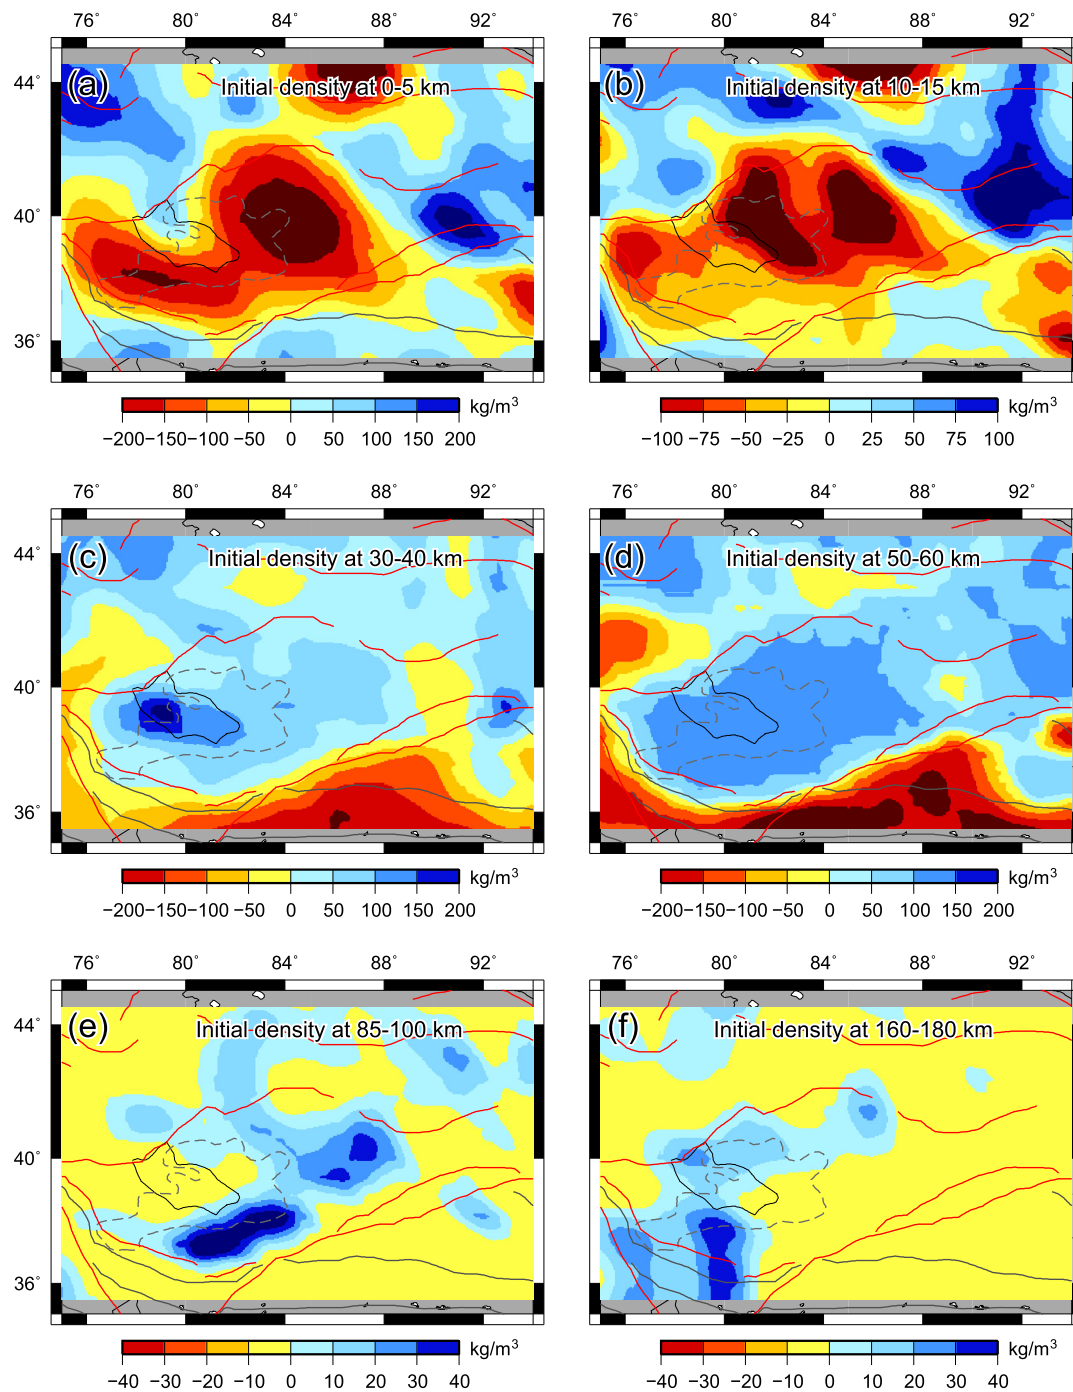 76° 80° 84° 88° 92°
76° 80° 84° 88° 92°
(a) Initial density at 0-5 km
(b) Initial density at 10-15 km
44°
40°
36°
kg/m³
−200 −150 −100 −50 0 50 100 150 200
kg/m³
−100 −75 −50 −25 0 25 50 75 100
76° 80° 84° 88° 92°
76° 80° 84° 88° 92°
(c) Initial density at 30-40 km
(d) Initial density at 50-60 km
44°
40°
36°
kg/m³
−200 −150 −100 −50 0 50 100 150 200
kg/m³
−200 −150 −100 −50 0 50 100 150 200
76° 80° 84° 88° 92°
76° 80° 84° 88° 92°
(e) Initial density at 85-100 km
(f) Initial density at 160-180 km
44°
40°
36°
kg/m³
−40 −30 −20 −10 0 10 20 30 40
kg/m³
−40 −30 −20 −10 0 10 20 30 40